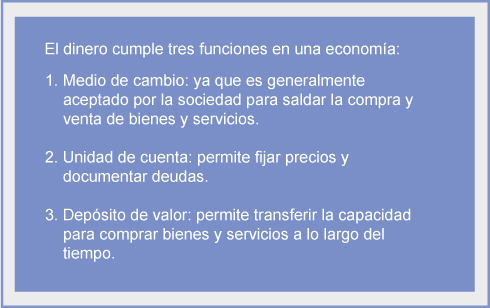 El dinero cumple tres funciones en una economía:
1. Medio de cambio: ya que es generalmente
aceptado por la sociedad para saldar la compra y
venta de bienes y servicios.
2. Unidad de cuenta: permite fijar precios y
documentar deudas.
3. Depósito de valor: permite transferir la capacidad
para comprar bienes y servicios a lo largo del
tiempo.